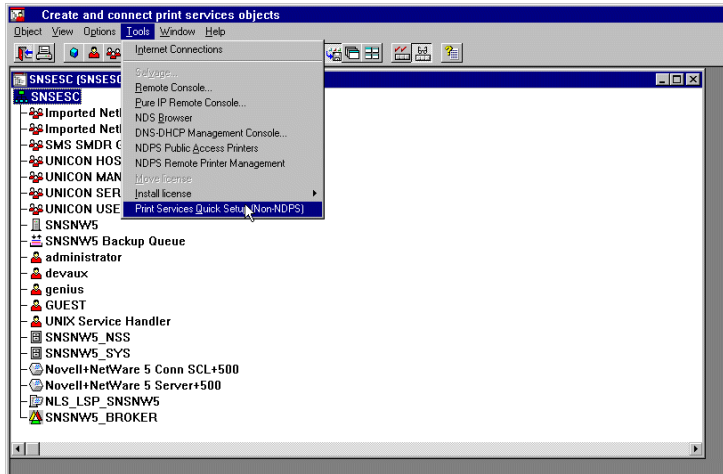 Create and connect print services objects
Object View Options Tools Window Help
Internet Connections
Salvage...
Remote Console...
Pure IP Remote Console...
NDS Browser
DNS-DHCP Management Console...
NDPS Public Access Printers
NDPS Remote Printer Management
Move license
Install license
Print Services Quick Setup (Non-NDPS)
SNSESC (SNSESC
SNSESC
Imported Net
Imported Net
SMS SMDR G
UNICON HOS
UNICON MAN
UNICON SER
UNICON USE
SNSNW5
SNSNW5 Backup Queue
administrator
devaux
genius
GUEST
UNIX Service Handler
SNSNW5_NSS
SNSNW5_SYS
Novell+NetWare 5 Conn SCL+500
Novell+NetWare 5 Server+500
NLS_LSP_SNSNW5
SNSNW5_BROKER